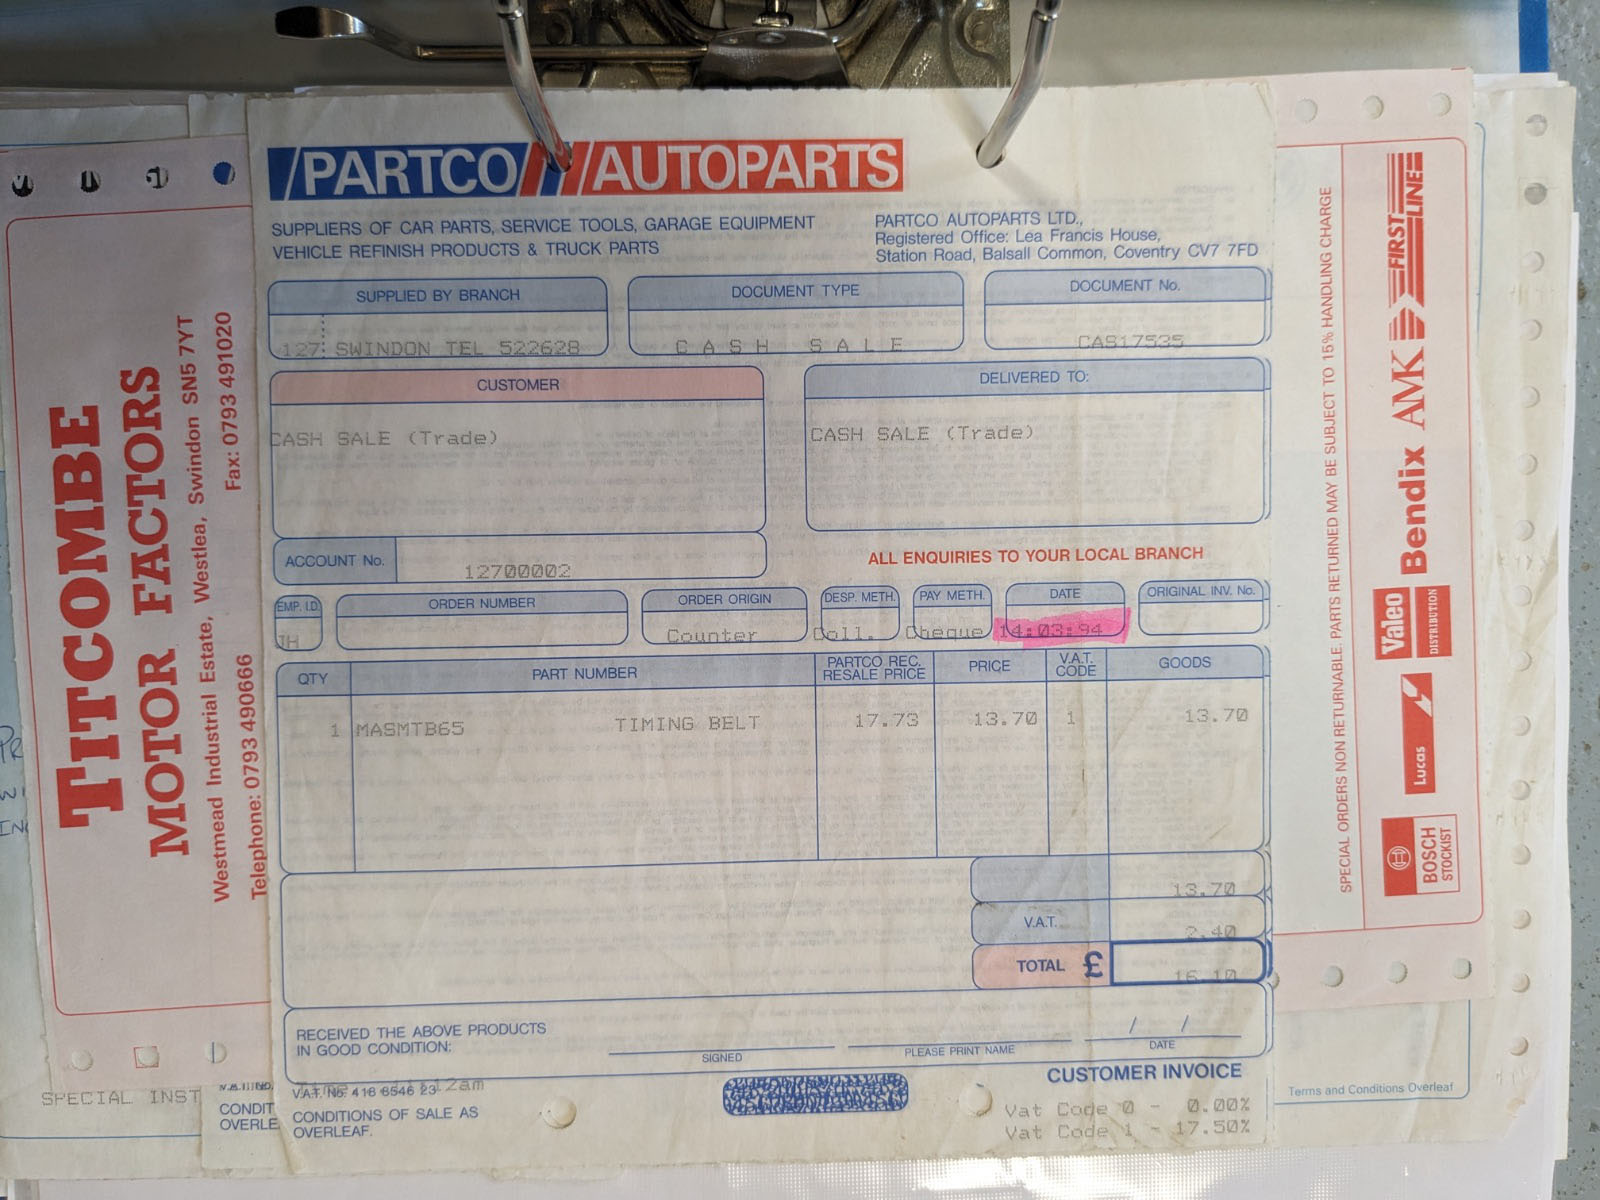 PARTCO AUTOPARTS
SUPPLIERS OF CAR PARTS, SERVICE TOOLS, GARAGE EQUIPMENT
VEHICLE REFINISH PRODUCTS & TRUCK PARTS
PARTCO AUTOPARTS LTD.,
Registered Office: Lea Francis House,
Station Road, Balsall Common, Coventry CV7 7FD
SUPPLIED BY BRANCH
127 SWINDON TEL 522628
DOCUMENT TYPE
CASH SALE
DOCUMENT No.
CAS17535
CUSTOMER
CASH SALE (Trade)
DELIVERED TO:
CASH SALE (Trade)
ACCOUNT No.
12700002
ALL ENQUIRIES TO YOUR LOCAL BRANCH
EMP. I.D.
JH
ORDER NUMBER
ORDER ORIGIN
Counter
DESP. METH.
Coll.
PAY METH.
Cheque
DATE
14:03:94
ORIGINAL INV. No.
QTY PART NUMBER PARTCO REC. RESALE PRICE PRICE V.A.T. CODE GOODS
1 MASMTB65 TIMING BELT 17.73 13.70 1 13.70
13.70
V.A.T. 2.40
TOTAL £ 16.10
RECEIVED THE ABOVE PRODUCTS
IN GOOD CONDITION:
SIGNED
PLEASE PRINT NAME
/ /
DATE
V.A.T. No. 416 6546 23
CONDITIONS OF SALE AS
OVERLEAF.
CUSTOMER INVOICE
Vat Code 0 - 0.00%
Vat Code 1 - 17.50%
TITCOMBE
MOTOR FACTORS
Westmead Industrial Estate, Westlea, Swindon SN5 7YT
Telephone: 0793 490666 Fax: 0793 491020
SPECIAL INST
CONDIT
OVERLE
SPECIAL ORDERS NON RETURNABLE. PARTS RETURNED MAY BE SUBJECT TO 15% HANDLING CHARGE
BOSCH
STOCKIST
Lucas
Valeo
DISTRIBUTION
Bendix
AMK
FIRST
LINE
Terms and Conditions Overleaf